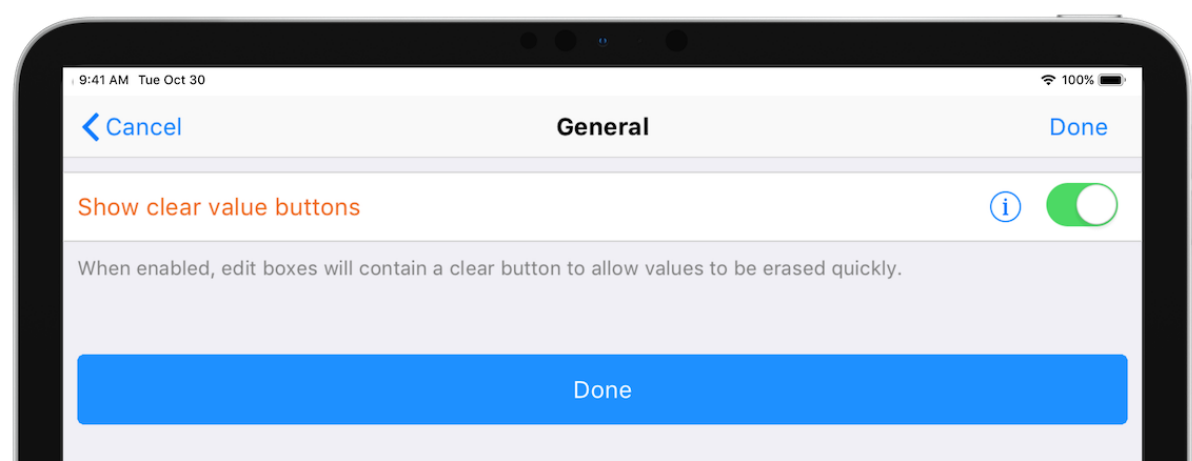 9:41 AM Tue Oct 30 100%
Cancel General Done
Show clear value buttons i
When enabled, edit boxes will contain a clear button to allow values to be erased quickly.
Done